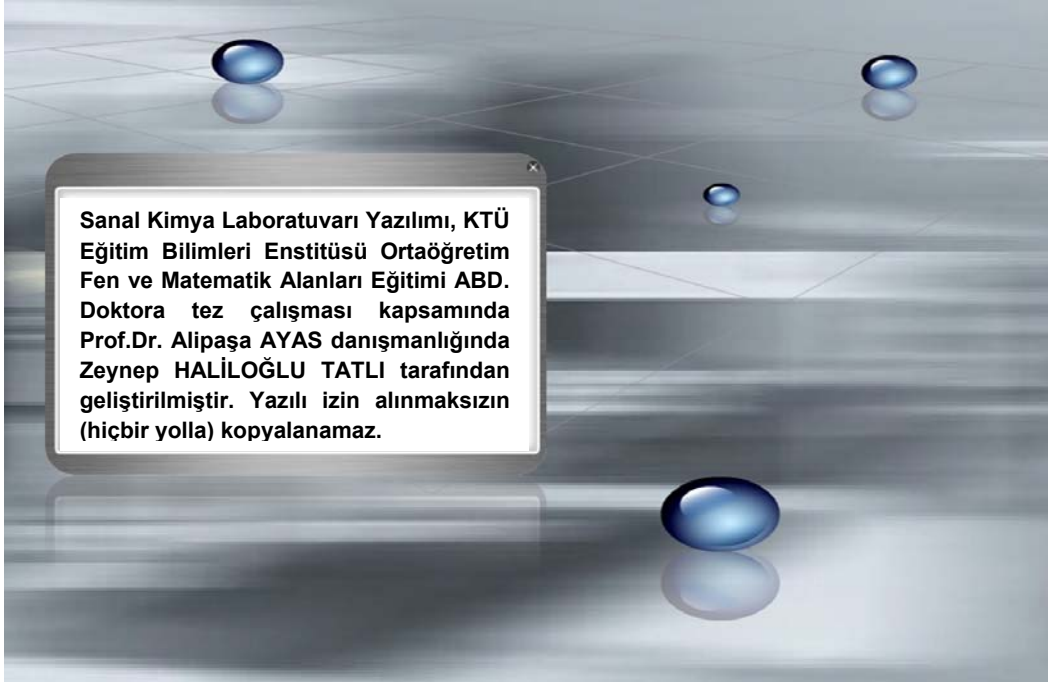 Sanal Kimya Laboratuvarı Yazılımı, KTÜ
Eğitim Bilimleri Enstitüsü Ortaöğretim
Fen ve Matematik Alanları Eğitimi ABD.
Doktora tez çalışması kapsamında
Prof.Dr. Alipaşa AYAS danışmanlığında
Zeynep HALİLOĞLU TATLI tarafından
geliştirilmiştir. Yazılı izin alınmaksızın
(hiçbir yolla) kopyalanamaz.